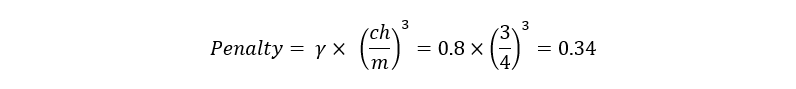 Penalty = γ × (ch/m)³ = 0.8 × (3/4)³ = 0.34